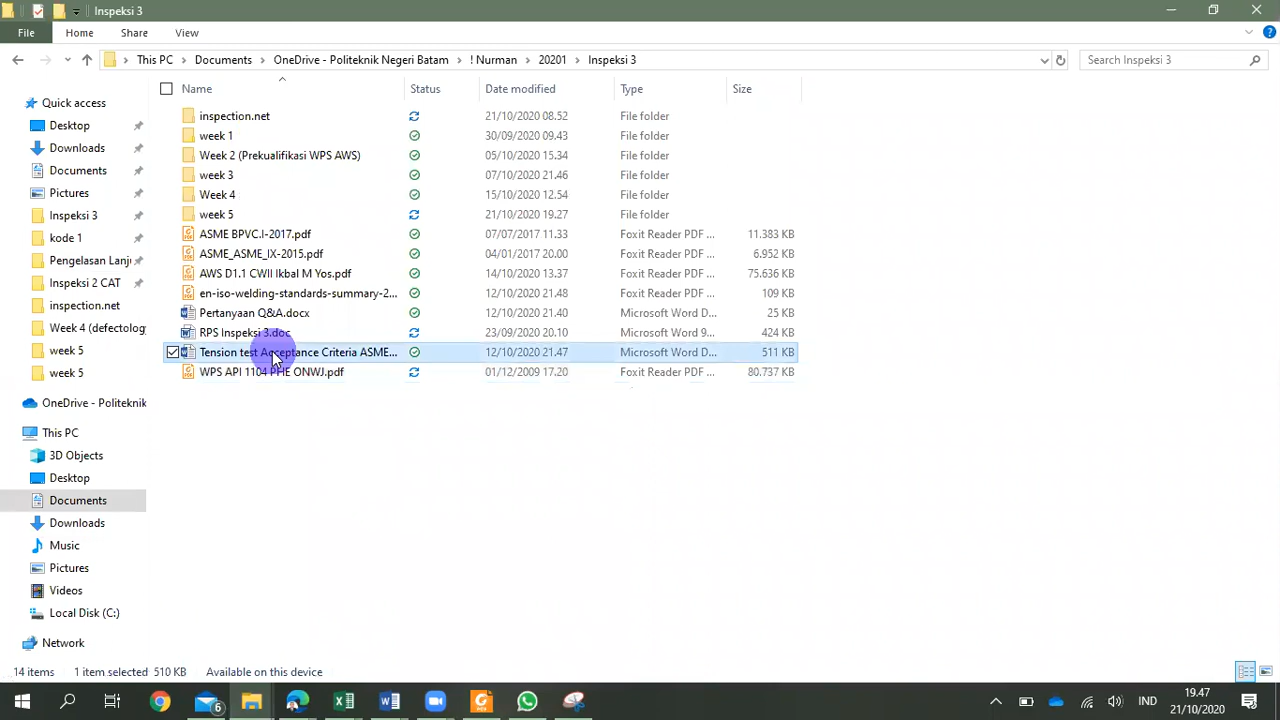 Inspeksi 3
File Home Share View
This PC Documents OneDrive - Politeknik Negeri Batam ! Nurman 20201 Inspeksi 3 Search Inspeksi 3
Name Status Date modified Type Size
Quick access
Desktop
Downloads
Documents
Pictures
Inspeksi 3
kode 1
Pengelasan Lanju
Inspeksi 2 CAT
inspection.net
Week 4 (defectology
week 5
week 5
OneDrive - Politeknik
This PC
3D Objects
Desktop
Documents
Downloads
Music
Pictures
Videos
Local Disk (C:)
Network
inspection.net 21/10/2020 08.52 File folder
week 1 30/09/2020 09.43 File folder
Week 2 (Prekualifikasi WPS AWS) 05/10/2020 15.34 File folder
week 3 07/10/2020 21.46 File folder
Week 4 15/10/2020 12.54 File folder
week 5 21/10/2020 19.27 File folder
ASME BPVC.I-2017.pdf 07/07/2017 11.33 Foxit Reader PDF ... 11.383 KB
ASME_ASME_IX-2015.pdf 04/01/2017 20.00 Foxit Reader PDF ... 6.952 KB
AWS D1.1 CWII Ikbal M Yos.pdf 14/10/2020 13.37 Foxit Reader PDF ... 75.636 KB
en-iso-welding-standards-summary-2... 12/10/2020 21.48 Foxit Reader PDF ... 109 KB
Pertanyaan Q&A.docx 12/10/2020 21.40 Microsoft Word D... 25 KB
RPS Inspeksi 3.doc 23/09/2020 20.10 Microsoft Word 9... 424 KB
Tension test Acceptance Criteria ASME... 12/10/2020 21.47 Microsoft Word D... 511 KB
WPS API 1104 PHE ONWJ.pdf 01/12/2009 17.20 Foxit Reader PDF ... 80.737 KB
14 items 1 item selected 510 KB Available on this device
6
IND
19.47
21/10/2020